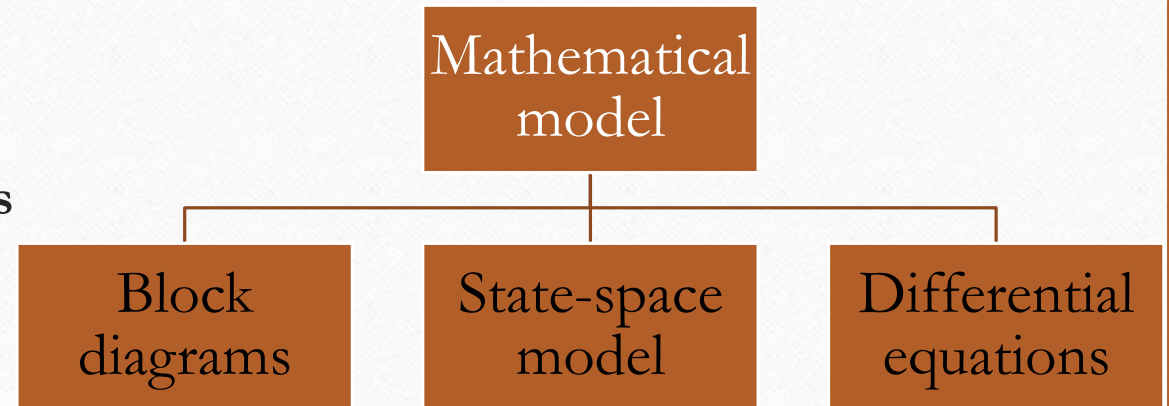 Mathematical
model
s
Block
diagrams
State-space
model
Differential
equations